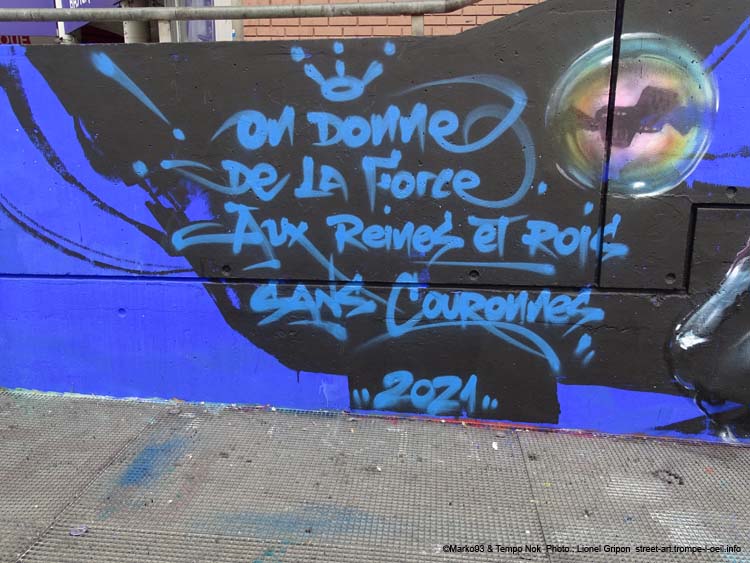 On Donne
De La Force
Aux Reines et Rois
sans Couronnes
"2021"
©Marko93 & Tempo Nok Photo : Lionel Gripon street-art.trompe-l-oeil.info